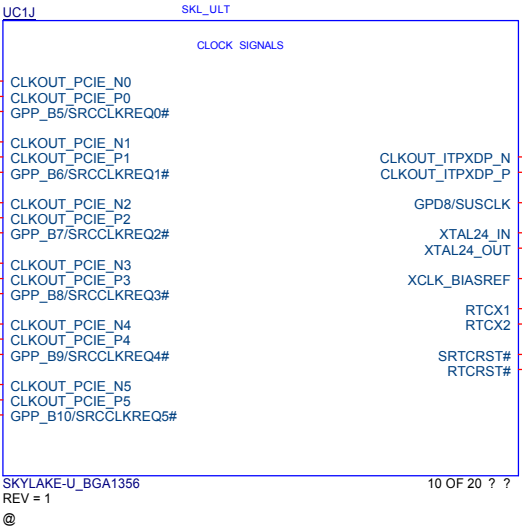 UC1J
SKL_ULT
CLOCK SIGNALS
CLKOUT_PCIE_N0
CLKOUT_PCIE_P0
GPP_B5/SRCCLKREQ0#
CLKOUT_PCIE_N1
CLKOUT_PCIE_P1
GPP_B6/SRCCLKREQ1#
CLKOUT_PCIE_N2
CLKOUT_PCIE_P2
GPP_B7/SRCCLKREQ2#
CLKOUT_PCIE_N3
CLKOUT_PCIE_P3
GPP_B8/SRCCLKREQ3#
CLKOUT_PCIE_N4
CLKOUT_PCIE_P4
GPP_B9/SRCCLKREQ4#
CLKOUT_PCIE_N5
CLKOUT_PCIE_P5
GPP_B10/SRCCLKREQ5#
CLKOUT_ITPXDP_N
CLKOUT_ITPXDP_P
GPD8/SUSCLK
XTAL24_IN
XTAL24_OUT
XCLK_BIASREF
RTCX1
RTCX2
SRTCRST#
RTCRST#
SKYLAKE-U_BGA1356
10 OF 20 ? ?
REV = 1
@